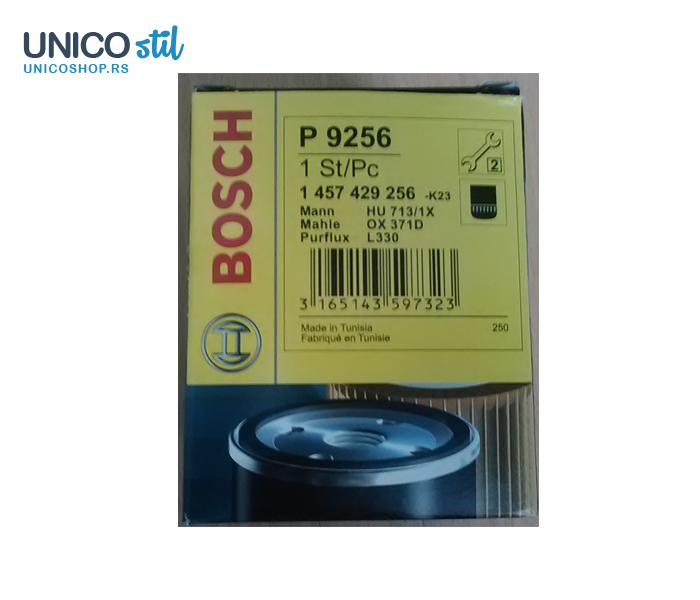 UNICO stil
UNICOSHOP.RS
BOSCH
P 9256
1 St/Pc
2
1 457 429 256 -K23
Mann HU 713/1X
Mahle OX 371D
Purflux L330
3 165143 597323
Made in Tunisia 250
Fabriqué en Tunisie